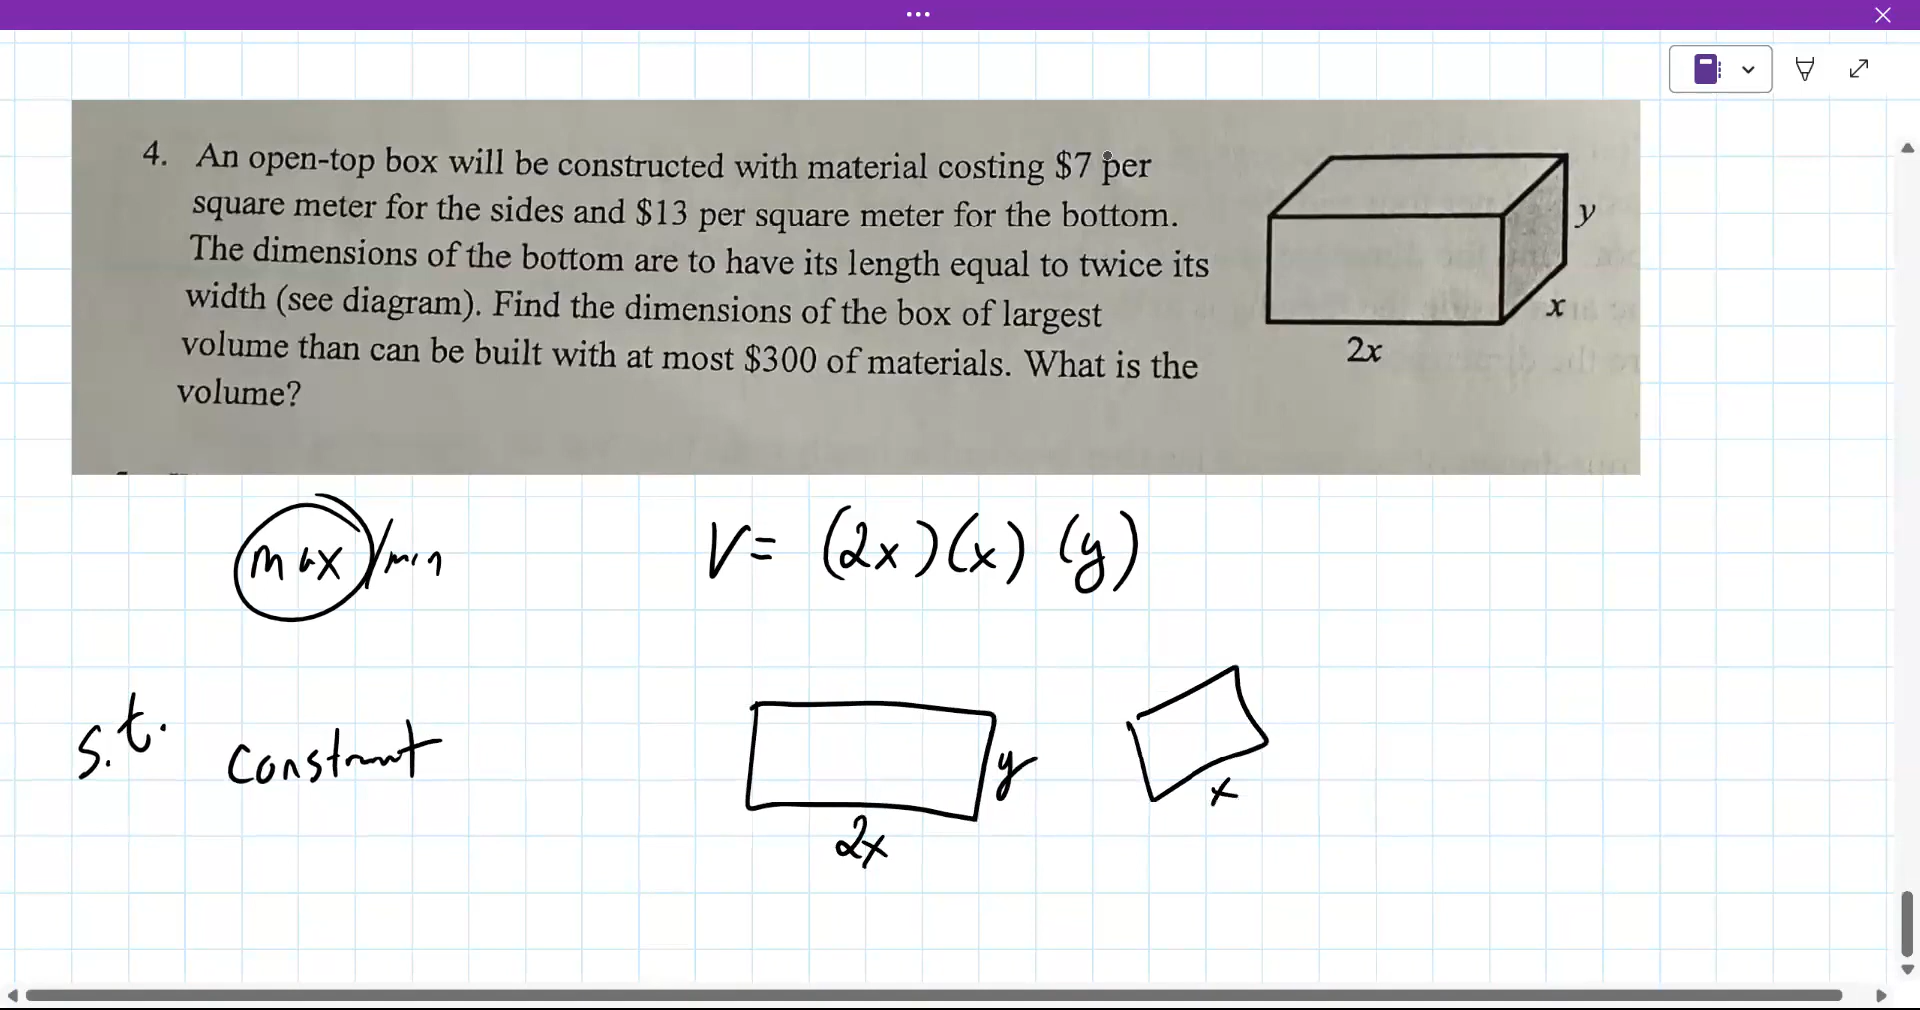 4. An open-top box will be constructed with material costing $7 per
square meter for the sides and $13 per square meter for the bottom.
The dimensions of the bottom are to have its length equal to twice its
width (see diagram). Find the dimensions of the box of largest
volume than can be built with at most $300 of materials. What is the
volume?
y
x
2x
max/min
V = (2x)(x)(y)
s.t. constraint
y
2x
x